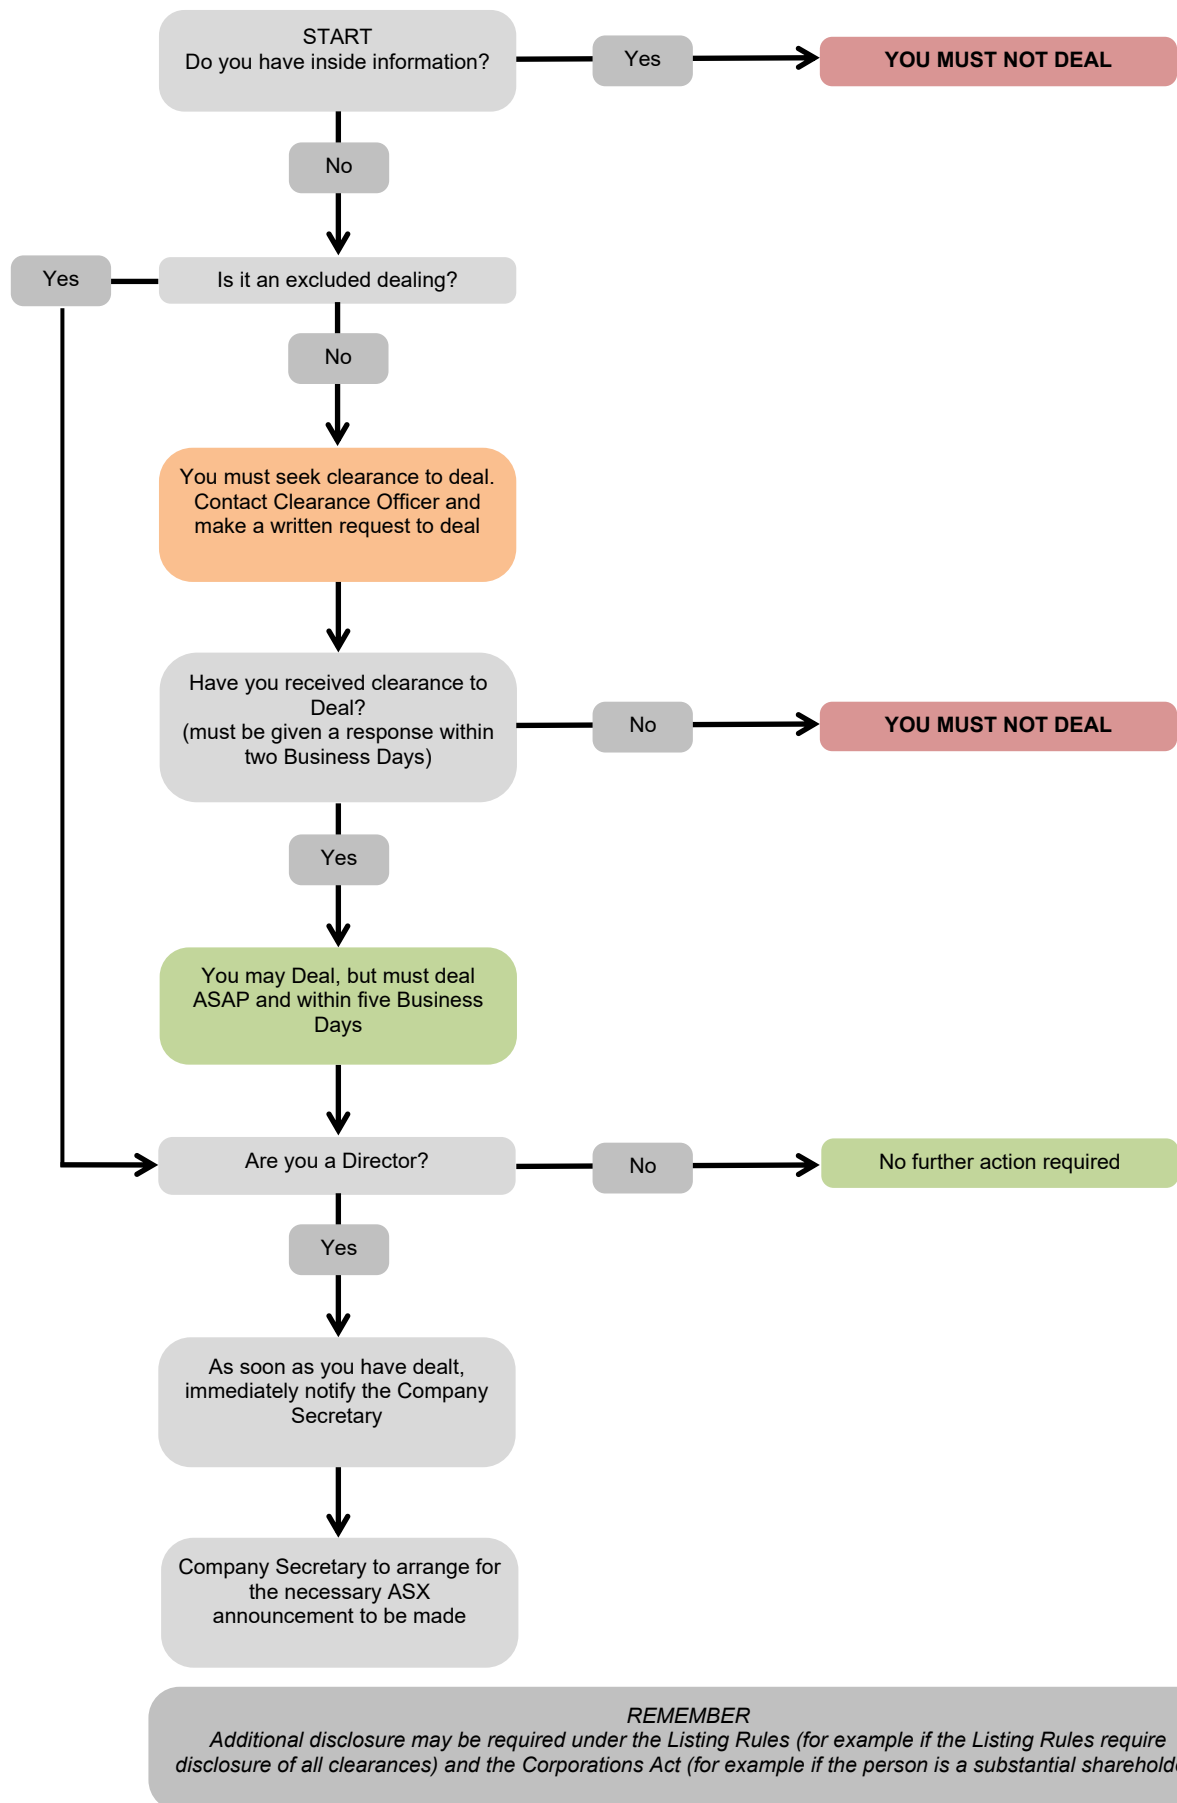 START
Do you have inside information?
Yes
YOU MUST NOT DEAL
No
Yes
Is it an excluded dealing?
No
You must seek clearance to deal.
Contact Clearance Officer and
make a written request to deal
Have you received clearance to
Deal?
(must be given a response within
two Business Days)
No
YOU MUST NOT DEAL
Yes
You may Deal, but must deal
ASAP and within five Business
Days
Are you a Director?
No
No further action required
Yes
As soon as you have dealt,
immediately notify the Company
Secretary
Company Secretary to arrange for
the necessary ASX
announcement to be made
REMEMBER
Additional disclosure may be required under the Listing Rules (for example if the Listing Rules require
disclosure of all clearances) and the Corporations Act (for example if the person is a substantial